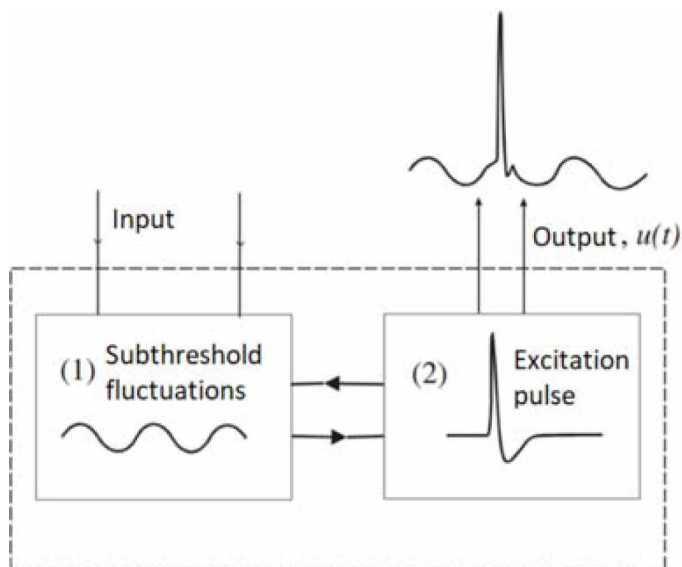 Input
Output, u(t)
(1) Subthreshold
fluctuations
(2) Excitation
pulse